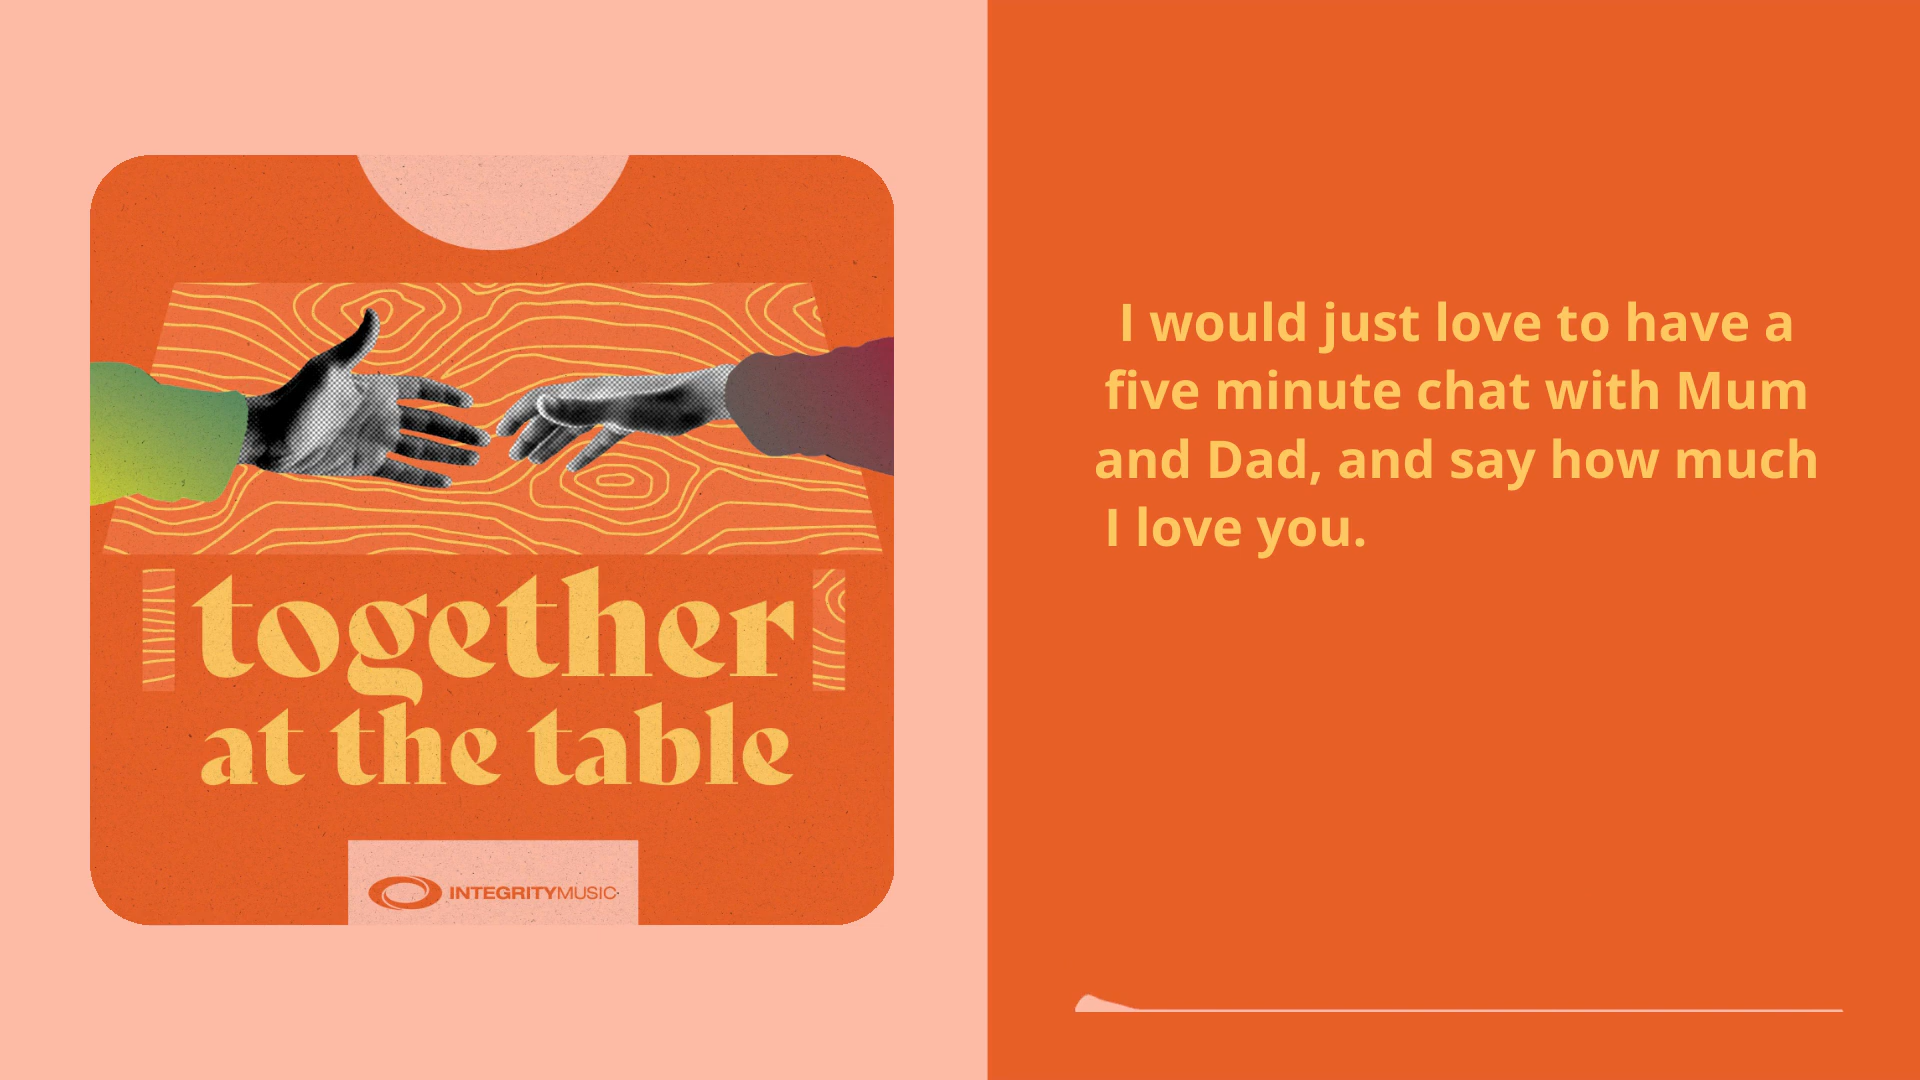 together
at the table
INTEGRITYMUSIC
I would just love to have a
five minute chat with Mum
and Dad, and say how much
I love you.